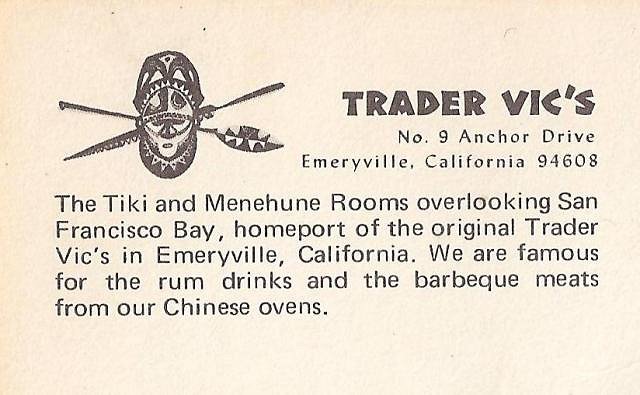 TRADER VIC'S
No. 9 Anchor Drive
Emeryville, California 94608
The Tiki and Menehune Rooms overlooking San
Francisco Bay, homeport of the original Trader
Vic's in Emeryville, California. We are famous
for the rum drinks and the barbeque meats
from our Chinese ovens.